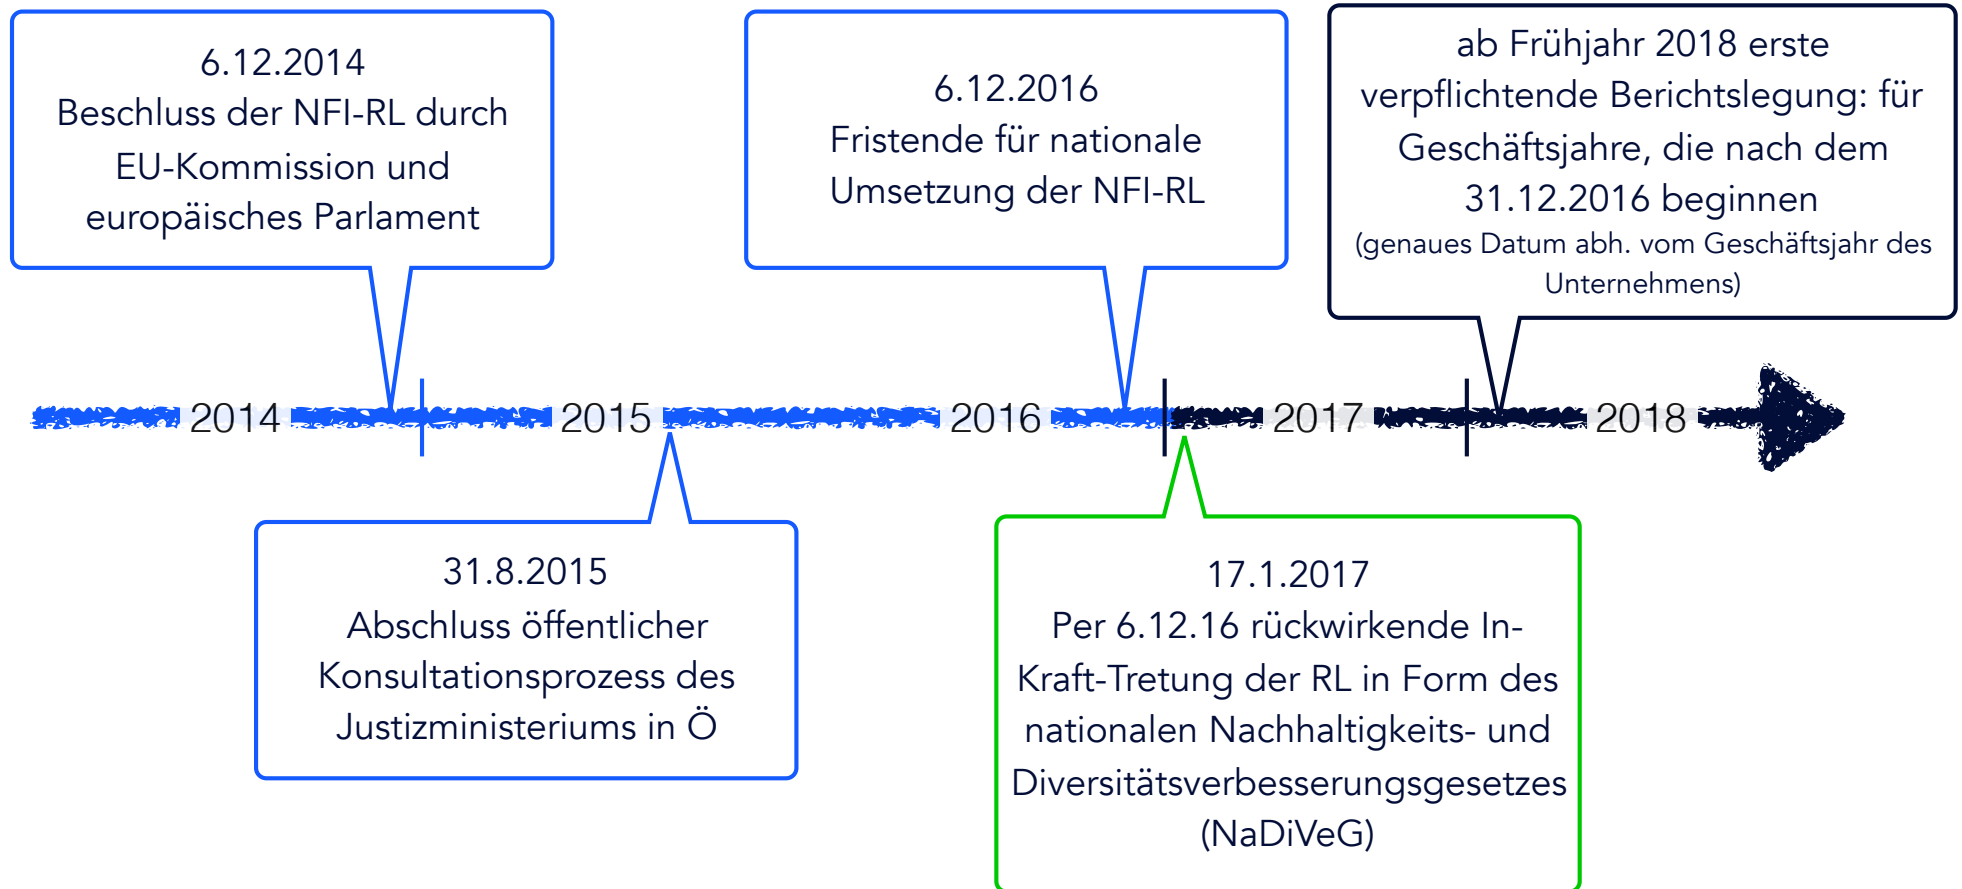 6.12.2014
Beschluss der NFI-RL durch
EU-Kommission und
europäisches Parlament
6.12.2016
Fristende für nationale
Umsetzung der NFI-RL
ab Frühjahr 2018 erste
verpflichtende Berichtslegung: für
Geschäftsjahre, die nach dem
31.12.2016 beginnen
(genaues Datum abh. vom Geschäftsjahr des
Unternehmens)
2014
2015
2016
2017
2018
31.8.2015
Abschluss öffentlicher
Konsultationsprozess des
Justizministeriums in Ö
17.1.2017
Per 6.12.16 rückwirkende In-
Kraft-Tretung der RL in Form des
nationalen Nachhaltigkeits- und
Diversitätsverbesserungsgesetzes
(NaDiVeG)